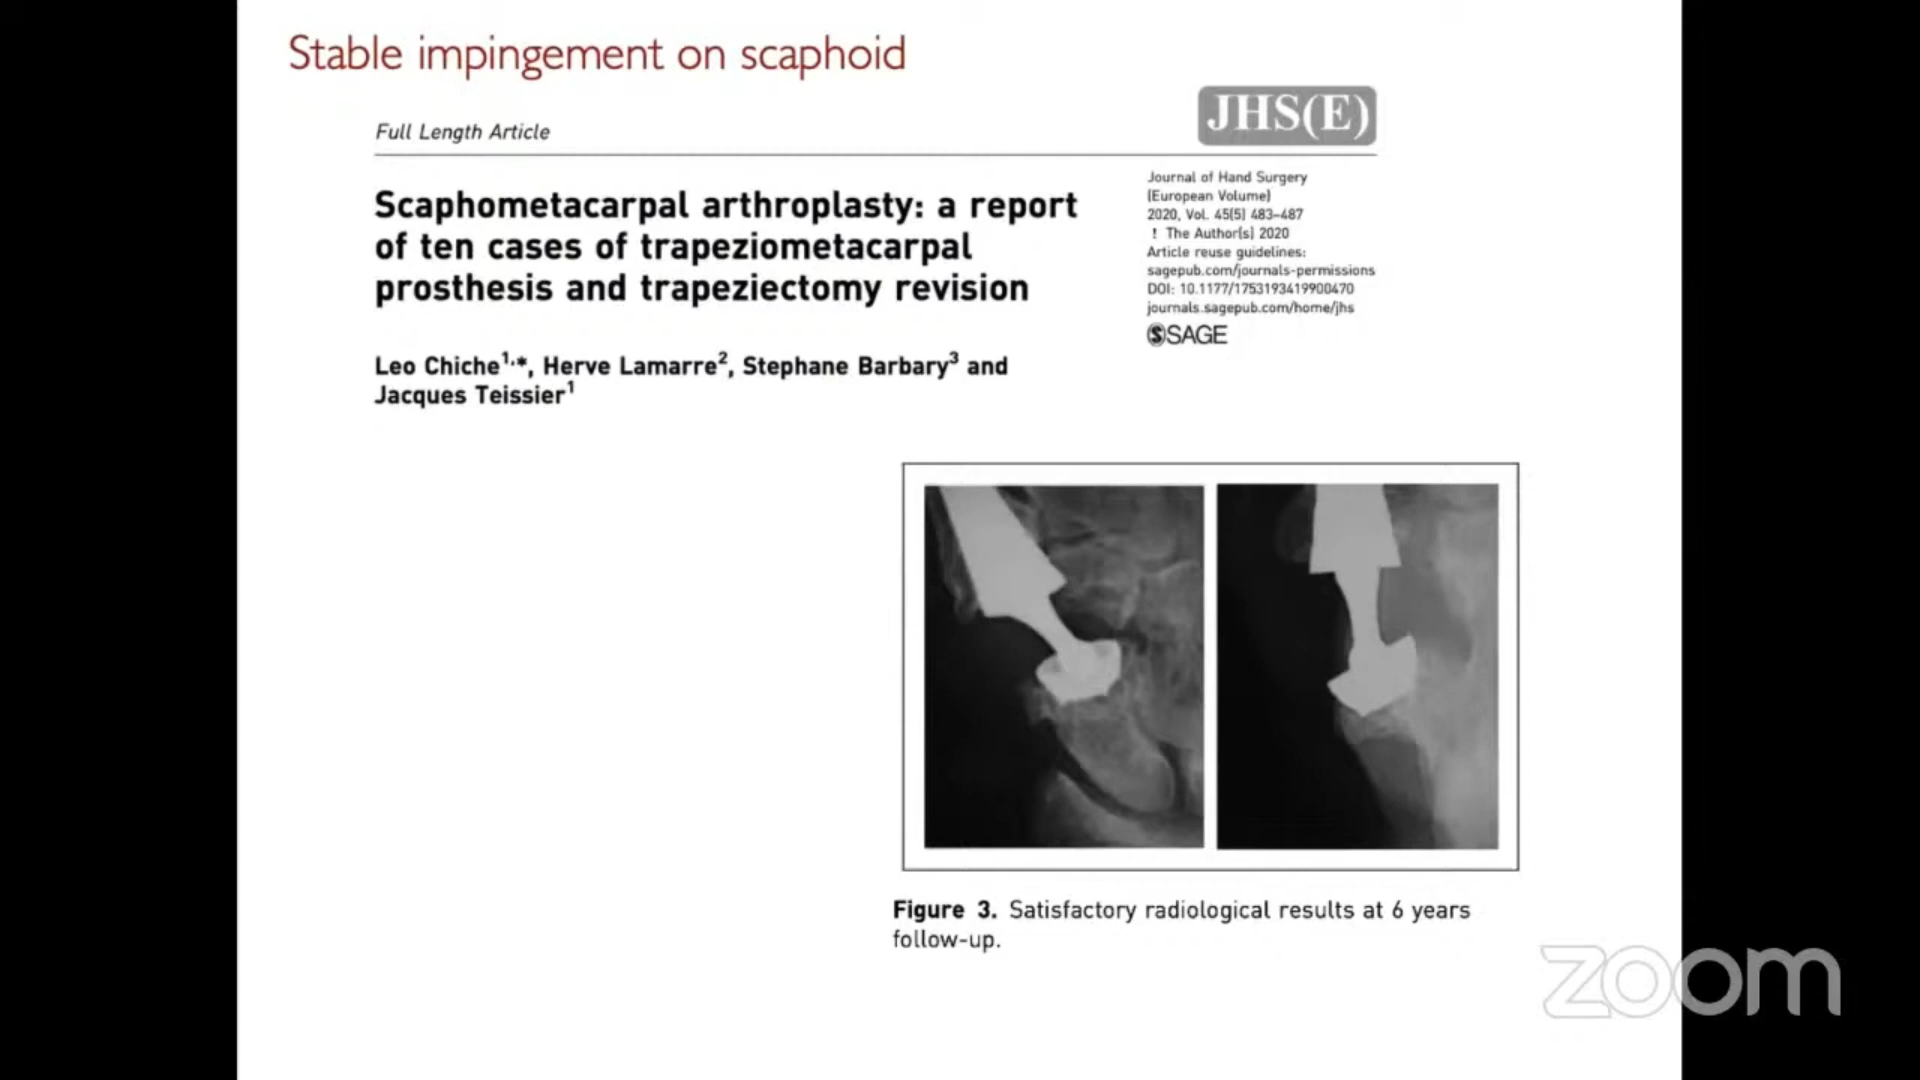 Stable impingement on scaphoid
JHS(E)
Full Length Article
Scaphometacarpal arthroplasty: a report
of ten cases of trapeziometacarpal
prosthesis and trapeziectomy revision
Journal of Hand Surgery
(European Volume)
2020, Vol. 45(5) 483–487
! The Author(s) 2020
Article reuse guidelines:
sagepub.com/journals-permissions
DOI: 10.1177/1753193419900470
journals.sagepub.com/home/jhs
SAGE
Leo Chiche1,*, Herve Lamarre2, Stephane Barbary3 and
Jacques Teissier1
Figure 3. Satisfactory radiological results at 6 years
follow-up.
zoom